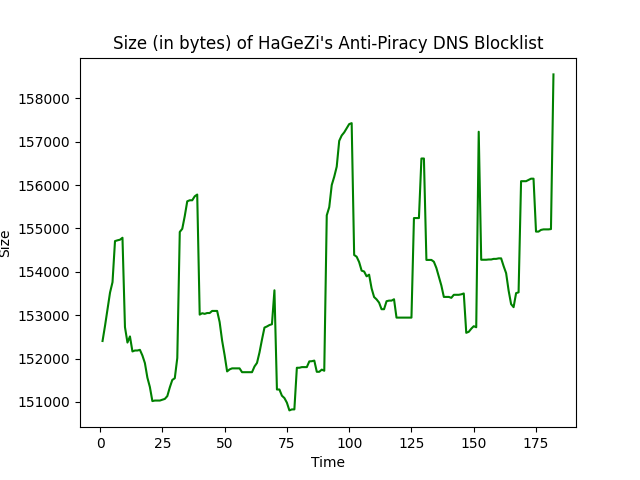 Size (in bytes) of HaGeZi's Anti-Piracy DNS Blocklist
158000
157000
156000
155000
154000
153000
152000
151000
Size
0 25 50 75 100 125 150 175
Time